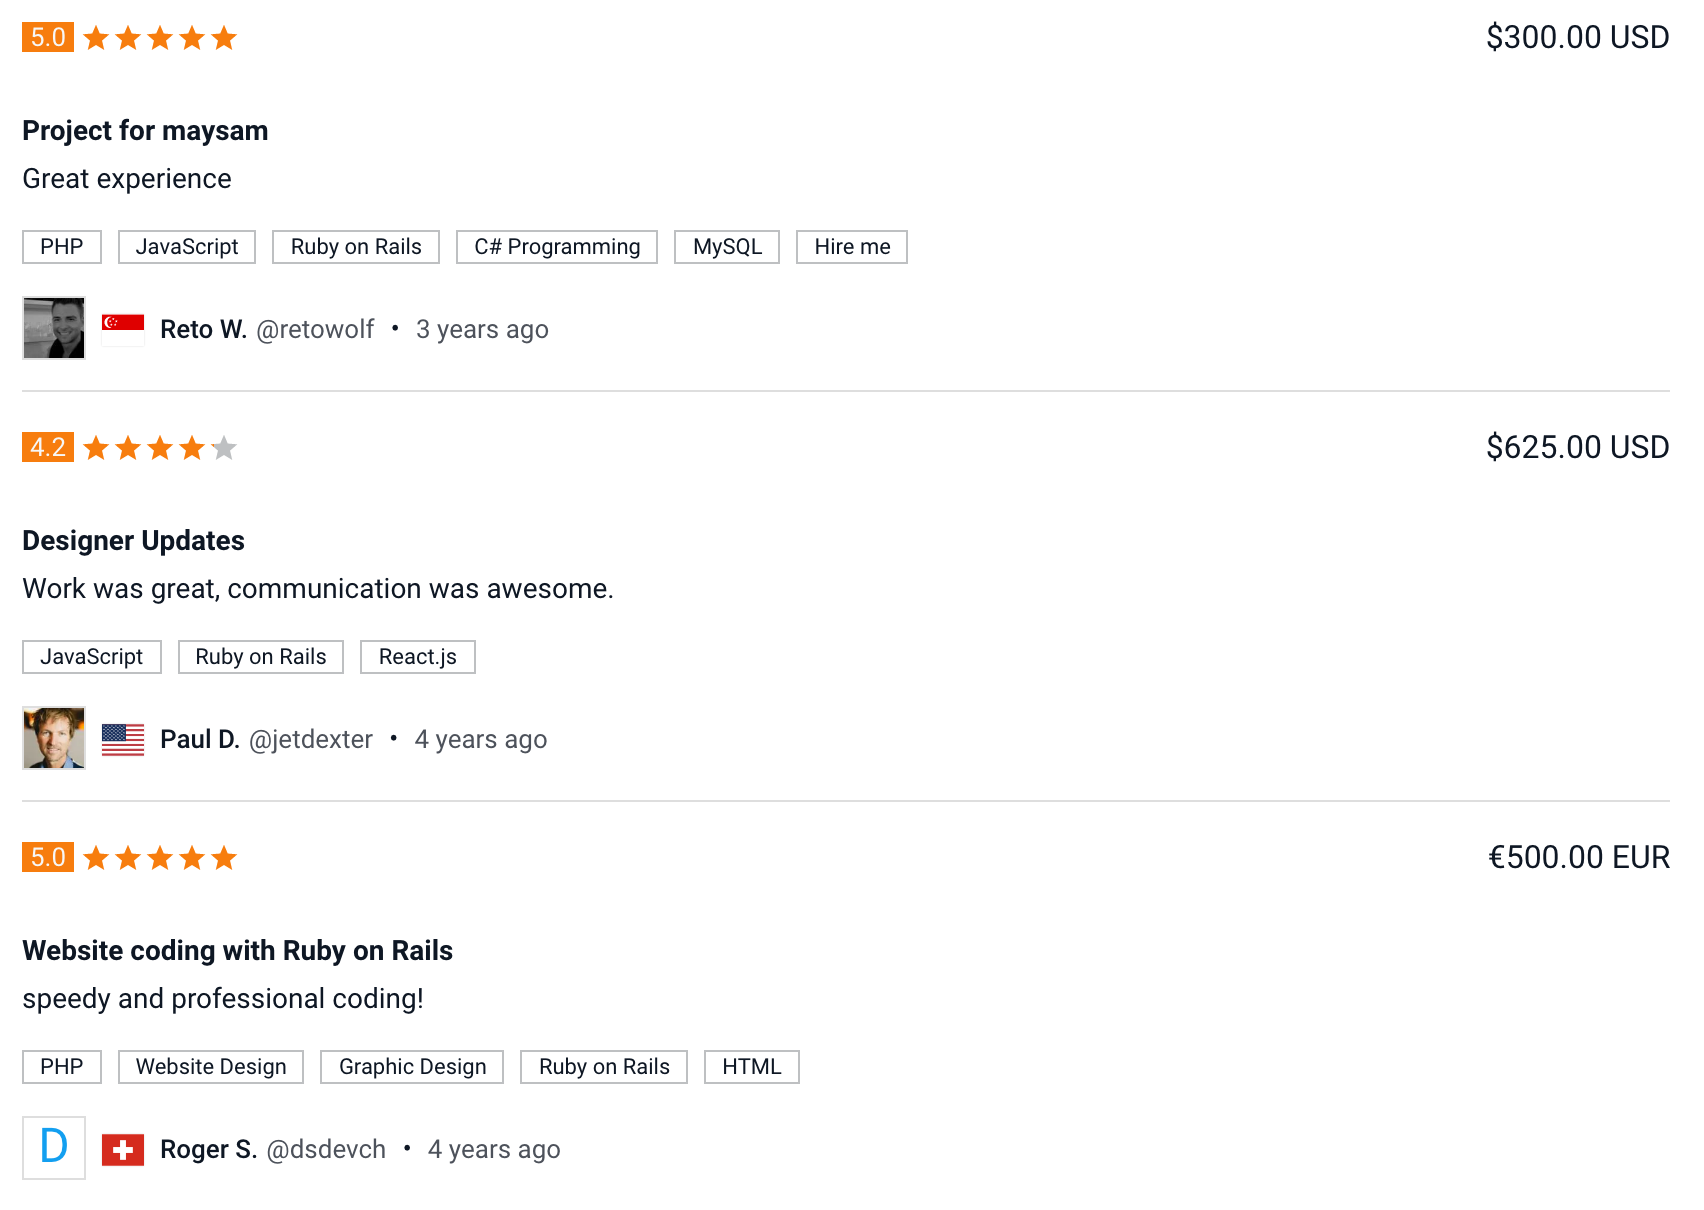 5.0 $300.00 USD
Project for maysam
Great experience
PHP JavaScript Ruby on Rails C# Programming MySQL Hire me
Reto W. @retowolf • 3 years ago
4.2 $625.00 USD
Designer Updates
Work was great, communication was awesome.
JavaScript Ruby on Rails React.js
Paul D. @jetdexter • 4 years ago
5.0 €500.00 EUR
Website coding with Ruby on Rails
speedy and professional coding!
PHP Website Design Graphic Design Ruby on Rails HTML
D Roger S. @dsdevch • 4 years ago